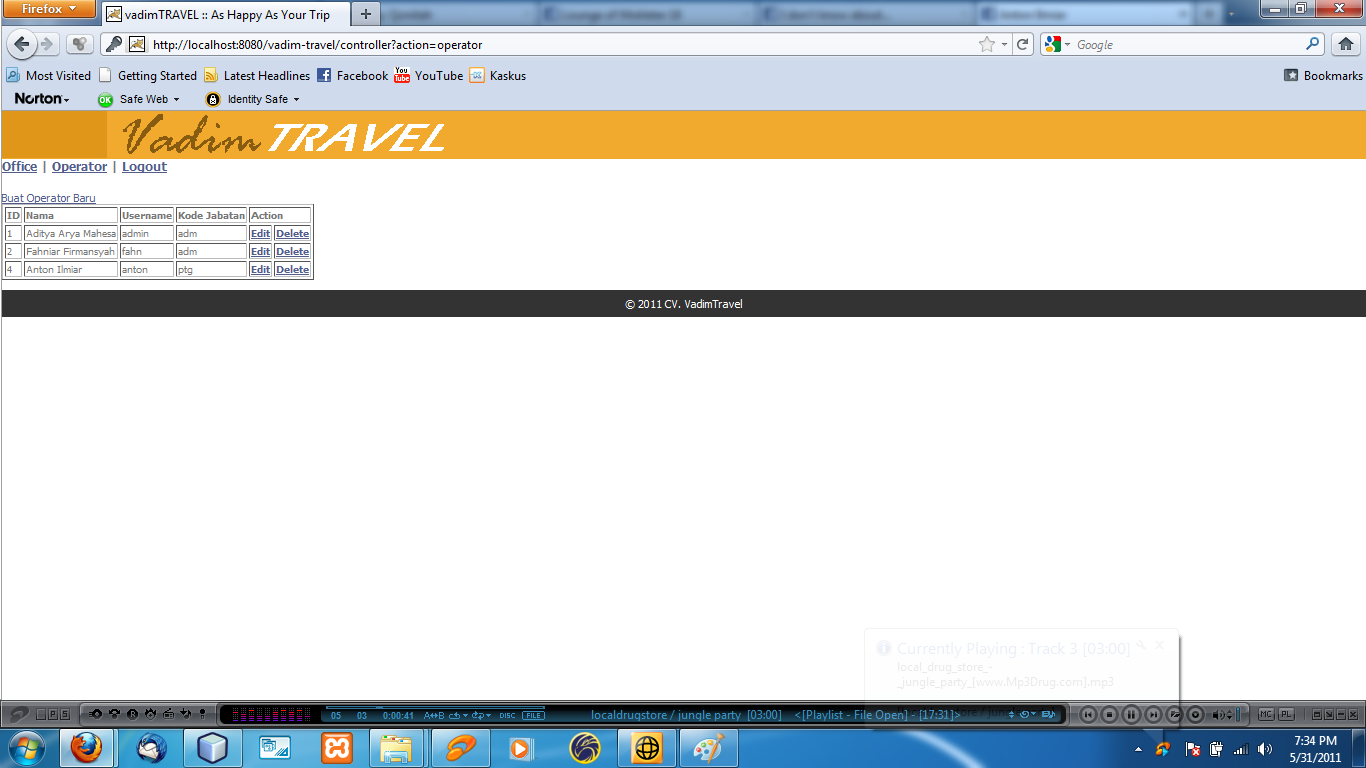 Firefox
vadimTRAVEL :: As Happy As Your Trip
http://localhost:8080/vadim-travel/controller?action=operator
Google
Most Visited Getting Started Latest Headlines Facebook YouTube Kaskus Bookmarks
Norton Safe Web Identity Safe
Vadim TRAVEL
Office | Operator | Logout
Buat Operator Baru
ID Nama Username Kode Jabatan Action
1 Aditya Arya Mahesa admin adm Edit Delete
2 Fahniar Firmansyah fahn adm Edit Delete
4 Anton Ilmiar anton ptg Edit Delete
© 2011 CV. VadimTravel
Currently Playing : Track 3 [03:00]
local_drug_store_-
_jungle_party_[www.Mp3Drug.com].mp3
P S 05 03 0:00:41 A↔B DISC FILE localdrugstore / jungle party [03:00] <[Playlist - File Open] - [17:31]> MC PL
7:34 PM
5/31/2011